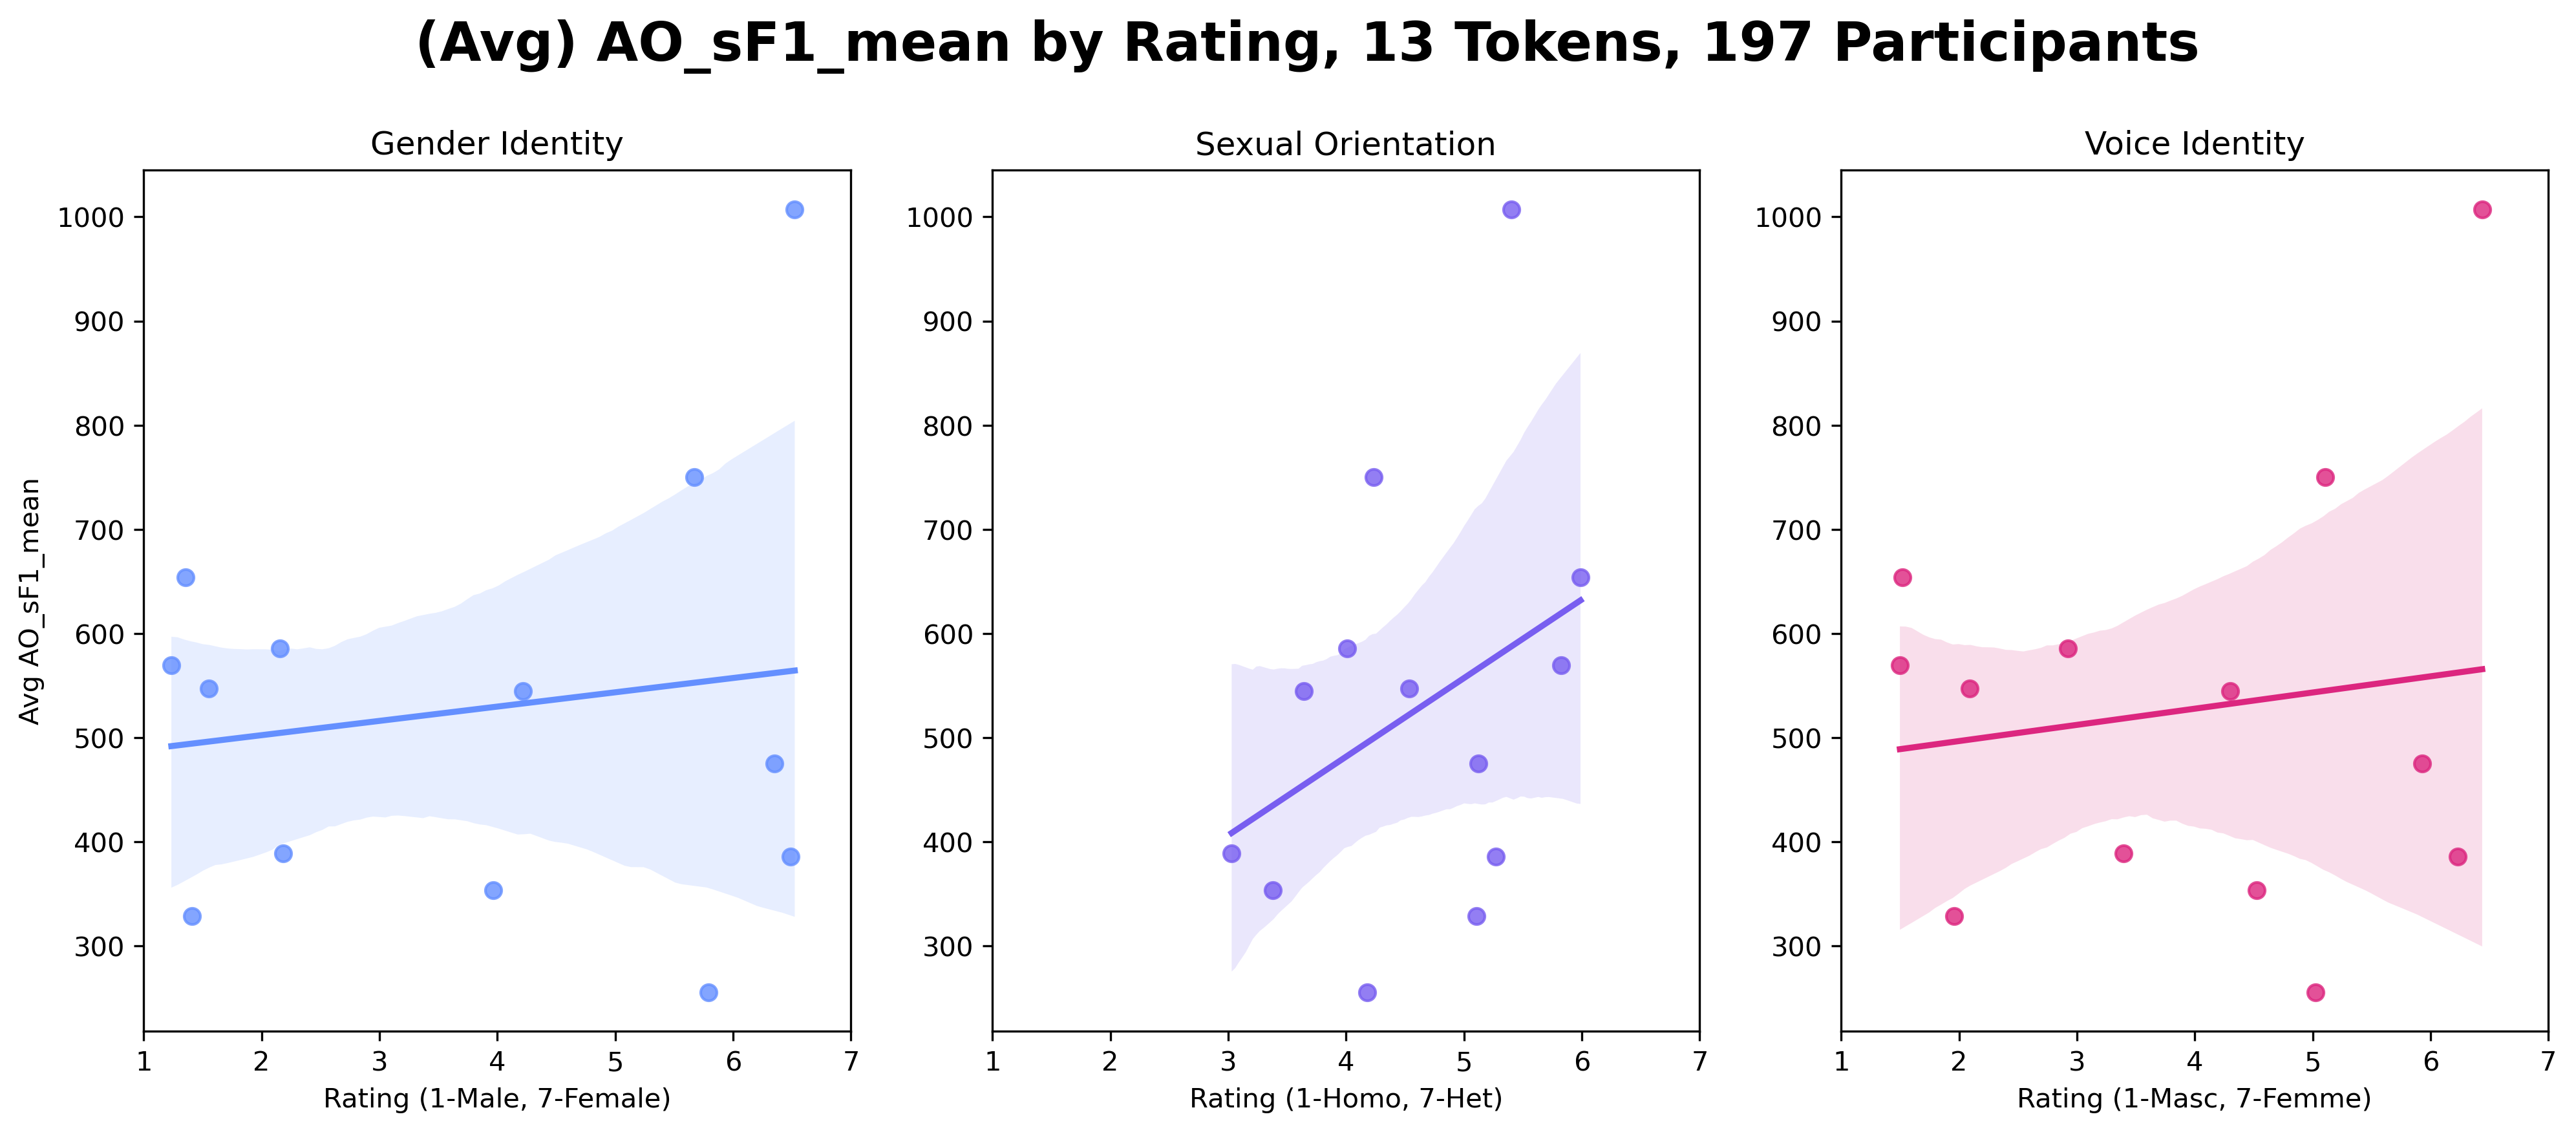 (Avg) AO_sF1_mean by Rating, 13 Tokens, 197 Participants
Gender Identity
Sexual Orientation
Voice Identity
Avg AO_sF1_mean
1000
900
800
700
600
500
400
300
1 2 3 4 5 6 7
Rating (1-Male, 7-Female)
1000
900
800
700
600
500
400
300
1 2 3 4 5 6 7
Rating (1-Homo, 7-Het)
1000
900
800
700
600
500
400
300
1 2 3 4 5 6 7
Rating (1-Masc, 7-Femme)